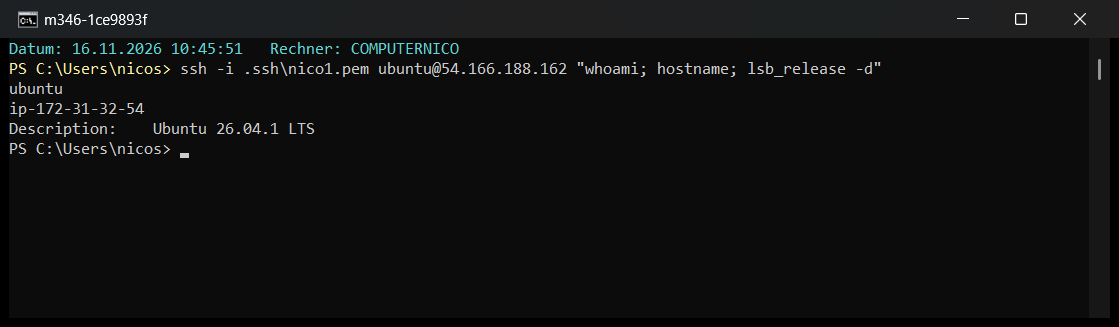 m346-1ce9893f
Datum: 16.11.2026 10:45:51   Rechner: COMPUTERNICO
PS C:\Users\nicos> ssh -i .ssh\nico1.pem ubuntu@54.166.188.162 "whoami; hostname; lsb_release -d"
ubuntu
ip-172-31-32-54
Description:    Ubuntu 26.04.1 LTS
PS C:\Users\nicos>